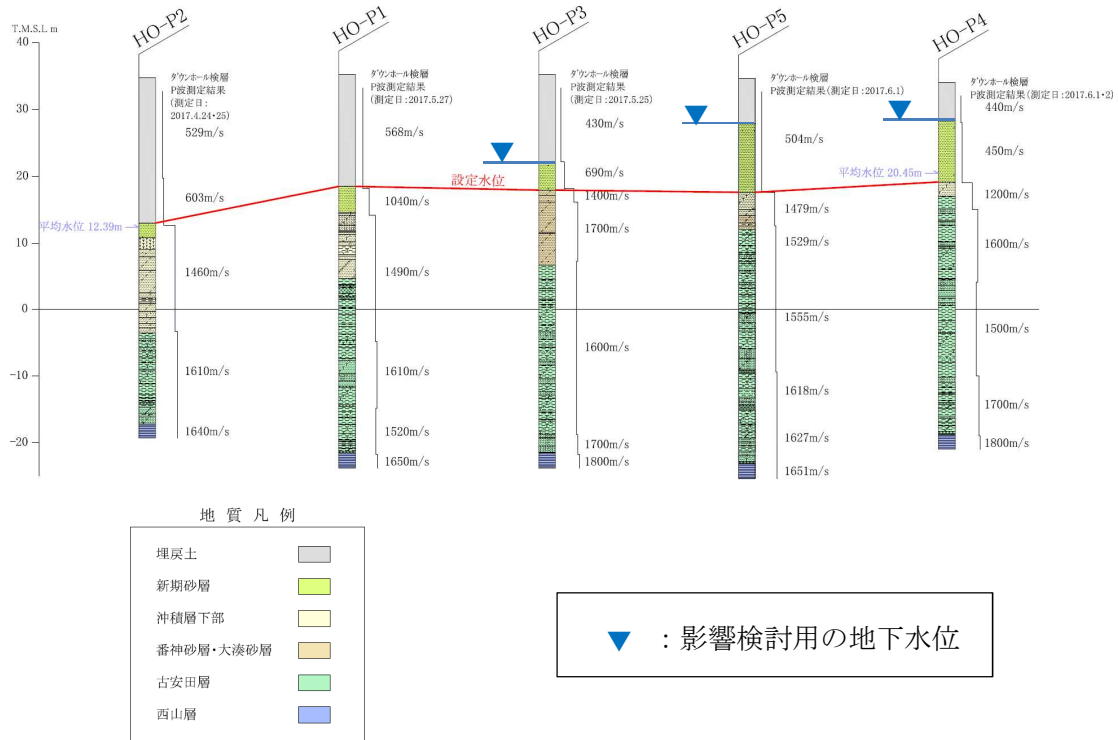 T.M.S.L m
40
30
20
10
0
-10
-20
HO-P2
ダウンホール検層
P波測定結果
(測定日:
2017.4.24・25)
529m/s
603m/s
平均水位 12.39m
1460m/s
1610m/s
1640m/s
HO-P1
ダウンホール検層
P波測定結果
(測定日:2017.5.27)
568m/s
設定水位
1040m/s
1490m/s
1610m/s
1520m/s
1650m/s
HO-P3
ダウンホール検層
P波測定結果
(測定日:2017.5.25)
430m/s
690m/s
1400m/s
1700m/s
1600m/s
1700m/s
1800m/s
HO-P5
ダウンホール検層
P波測定結果(測定日:2017.6.1)
504m/s
1479m/s
1529m/s
1555m/s
1618m/s
1627m/s
1651m/s
HO-P4
ダウンホール検層
P波測定結果(測定日:2017.6.1・2)
440m/s
450m/s
平均水位 20.45m
1200m/s
1600m/s
1500m/s
1700m/s
1800m/s
地質凡例
埋戻土
新期砂層
沖積層下部
番神砂層・大湊砂層
古安田層
西山層
▼ : 影響検討用の地下水位